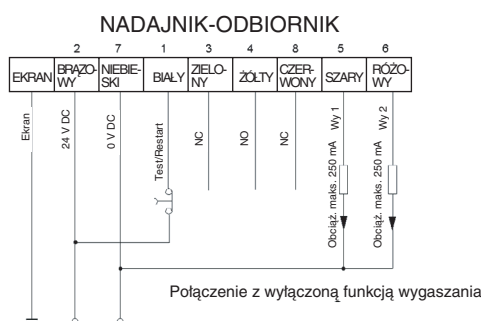 NADAJNIK-ODBIORNIK
2 7 1 3 4 8 5 6
EKRAN BRĄZO-WY NIEBIE-SKI BIAŁY ZIELO-NY ŻÓŁTY CZER-WONY SZARY RÓŻO-WY
Ekran
24 V DC
0 V DC
Test/Restart
NC
NO
NC
Obciąż. maks. 250 mA Wy 1
Obciąż. maks. 250 mA Wy 2
Połączenie z wyłączoną funkcją wygaszania